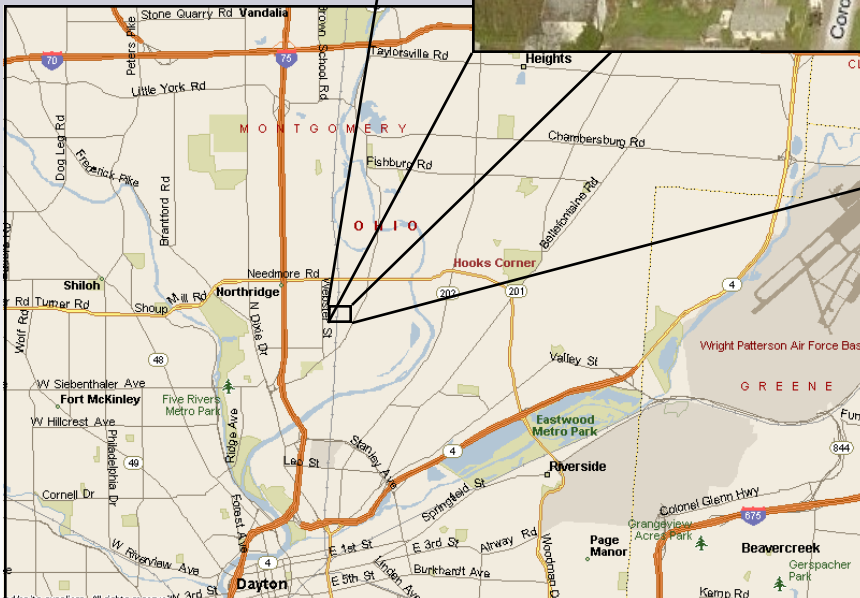 Stone Quarry Rd
Vandalia
Peters Pike
70
75
Taylorsville Rd
Heights
Little York Rd
MONTGOMERY
Chambersburg Rd
Dog Leg Rd
Frederick Pike
Fishburg Rd
Brantford Rd
Bellefontaine Rd
OHIO
Hooks Corner
Needmore Rd
Shiloh
Northridge
Webster St
202
201
4
Mill Rd
Shoup
Rd Turner Rd
Wolf Rd
N Dixie Dr
48
Valley St
Wright Patterson Air Force Bas
GREENE
W Siebenthaler Ave
Fort McKinley
Five Rivers
Metro Park
W Hillcrest Ave
Ridge Ave
Eastwood
Metro Park
Philadelphia Dr
49
Leo St
Stanley Ave
4
Riverside
844
Cornell Dr
Springfield St
Forest Ave
Colonel Glenn Hwy
675
Grangeview
Acres Park
W Riverview Ave
E 1st St
E 3rd St
Airway Rd
Page
Manor
Beavercreek
Woodman D
Gerspacher
Park
4
Dayton
E 5th St
Linden Ave
Burkhardt Ave
3rd St
Kemp Rd